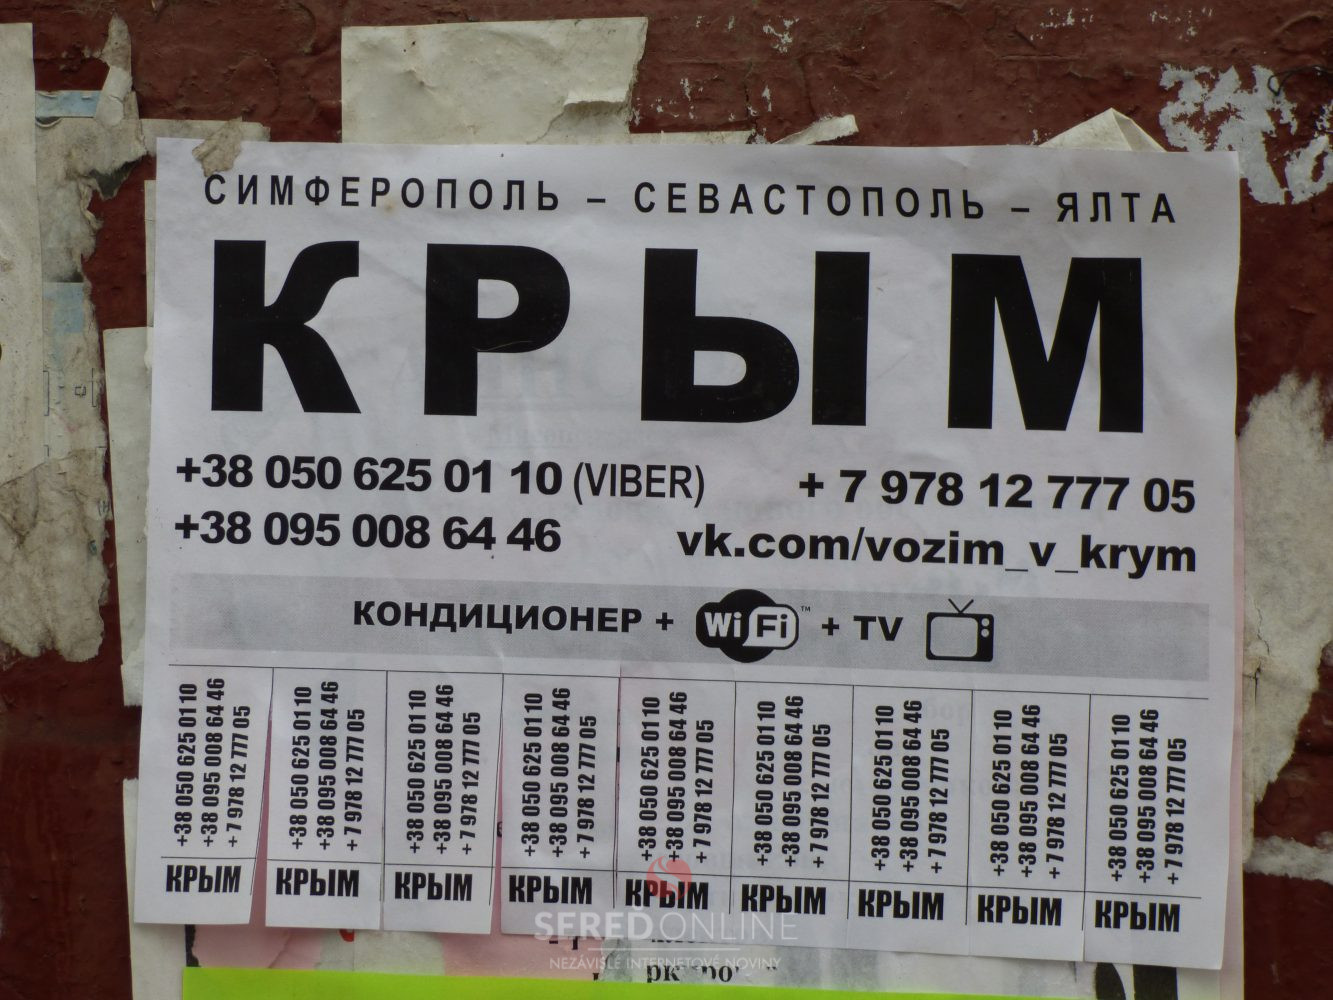 СИМФЕРОПОЛЬ – СЕВАСТОПОЛЬ – ЯЛТА
КРЫМ
+38 050 625 01 10 (VIBER) + 7 978 12 777 05
+38 095 008 64 46 vk.com/vozim_v_krym
КОНДИЦИОНЕР + Wi Fi ™ + TV
+38 050 625 01 10
+38 095 008 64 46
+ 7 978 12 777 05
КРЫМ
+38 050 625 01 10
+38 095 008 64 46
+ 7 978 12 777 05
КРЫМ
+38 050 625 01 10
+38 095 008 64 46
+ 7 978 12 777 05
КРЫМ
+38 050 625 01 10
+38 095 008 64 46
+ 7 978 12 777 05
КРЫМ
+38 050 625 01 10
+38 095 008 64 46
+ 7 978 12 777 05
КРЫМ
+38 050 625 01 10
+38 095 008 64 46
+ 7 978 12 777 05
КРЫМ
+38 050 625 01 10
+38 095 008 64 46
+ 7 978 12 777 05
КРЫМ
+38 050 625 01 10
+38 095 008 64 46
+ 7 978 12 777 05
КРЫМ
+38 050 625 01 10
+38 095 008 64 46
+ 7 978 12 777 05
КРЫМ
SEREDONLINE
NEZÁVISLÉ INTERNETOVÉ NOVINY